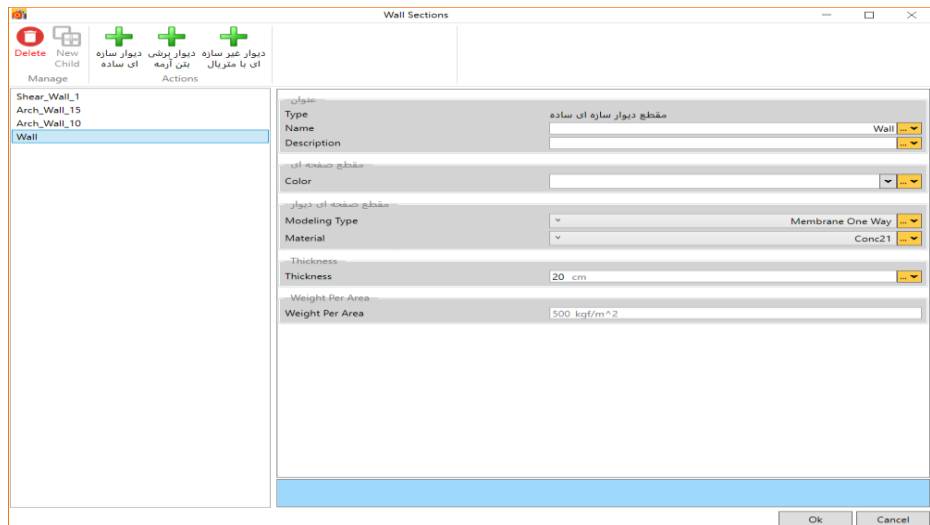 Wall Sections
Delete
New Child
Manage
دیوار سازه ای ساده
دیوار برشی بتن آرمه
دیوار غیر سازه ای با متریال
Actions
Shear_Wall_1
Arch_Wall_15
Arch_Wall_10
Wall
عنوان
Type مقطع دیوار سازه ای ساده
Name Wall ...
Description ...
مقطع صفحه ای
Color ...
مقطع صفحه ای دیوار
Modeling Type Membrane One Way ...
Material Conc21 ...
Thickness
Thickness 20 cm ...
Weight Per Area
Weight Per Area 500 kgf/m^2
Ok Cancel